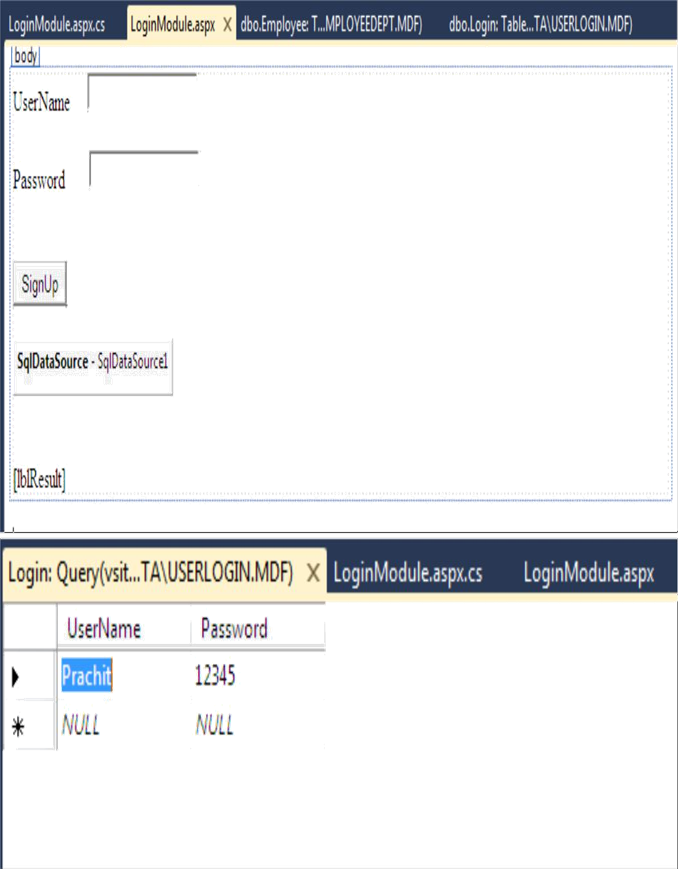 LoginModule.aspx.cs LoginModule.aspx X dbo.Employee: T...MPLOYEEDEPT.MDF) dbo.Login: Table...TA\USERLOGIN.MDF)
body
UserName
Password
SignUp
SqlDataSource - SqlDataSource1
[lblResult]
Login: Query(vsit...TA\USERLOGIN.MDF) X LoginModule.aspx.cs LoginModule.aspx
UserName Password
Prachit 12345
NULL NULL